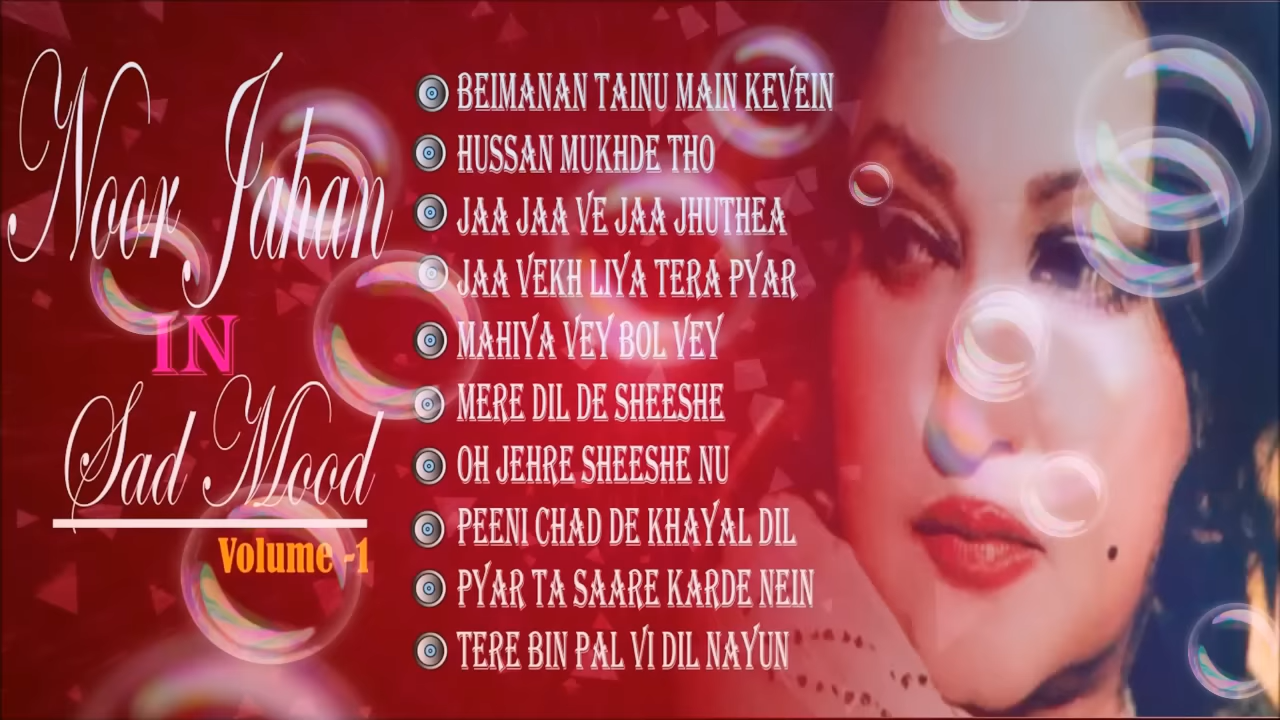 Noor Jahan
IN
Sad Mood
Volume -1
BEIMANAN TAINU MAIN KEVEIN
HUSSAN MUKHDE THO
JAA JAA VE JAA JHUTHEA
JAA VEKH LIYA TERA PYAR
MAHIYA VEY BOL VEY
MERE DIL DE SHEESHE
OH JEHRE SHEESHE NU
PEENI CHAD DE KHAYAL DIL
PYAR TA SAARE KARDE NEIN
TERE BIN PAL VI DIL NAYUN